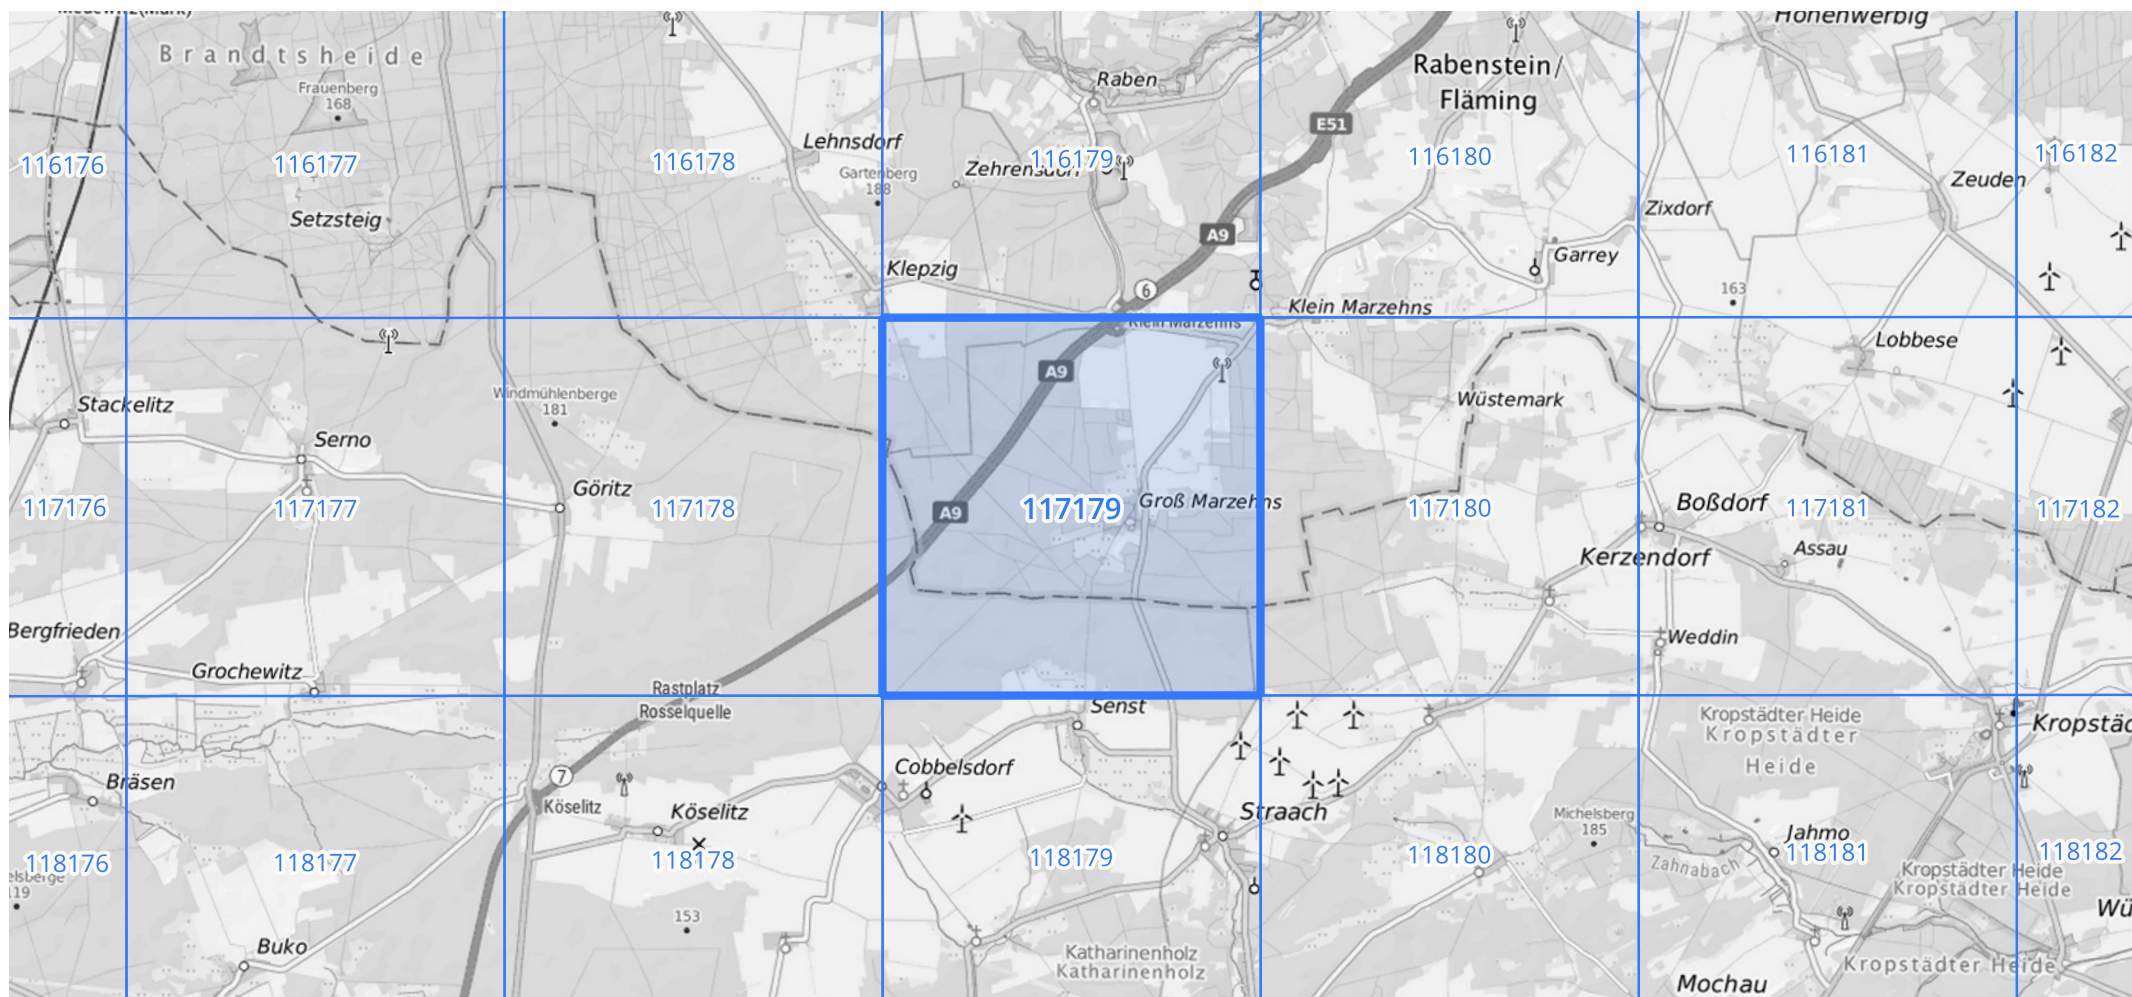 Hohenwerbig
Brandtsheide
Frauenberg
168
Raben
Rabenstein/
Fläming
E51
Lehnsdorf
116176
116177
116178
116179
116180
116181
116182
Gartenberg
188
Zehrensdorf
Zeuden
Setzsteig
Zixdorf
A9
Klepzig
Garrey
6
163
Klein Marzehns
Klein Marzehns
Lobbese
A9
Windmühlenberge
181
Wüstemark
Stackelitz
Serno
Göritz
Groß Marzehns
Boßdorf
A9
117176
117177
117178
117179
117180
117181
117182
Kerzendorf
Assau
Bergfrieden
Weddin
Grochewitz
Rastplatz
Rosselquelle
Senst
Kropstädter Heide
Kropstädter
Heide
Kropstäd
Cobbelsdorf
7
Bräsen
Köselitz
Köselitz
Straach
Michelsberg
185
Jahmo
118176
118177
118178
118179
118180
118181
118182
elsberge
119
Zahnabach
Kropstädter Heide
Kropstädter Heide
153
Wü
Buko
Katharinenholz
Katharinenholz
Kropstädter Heide
Mochau